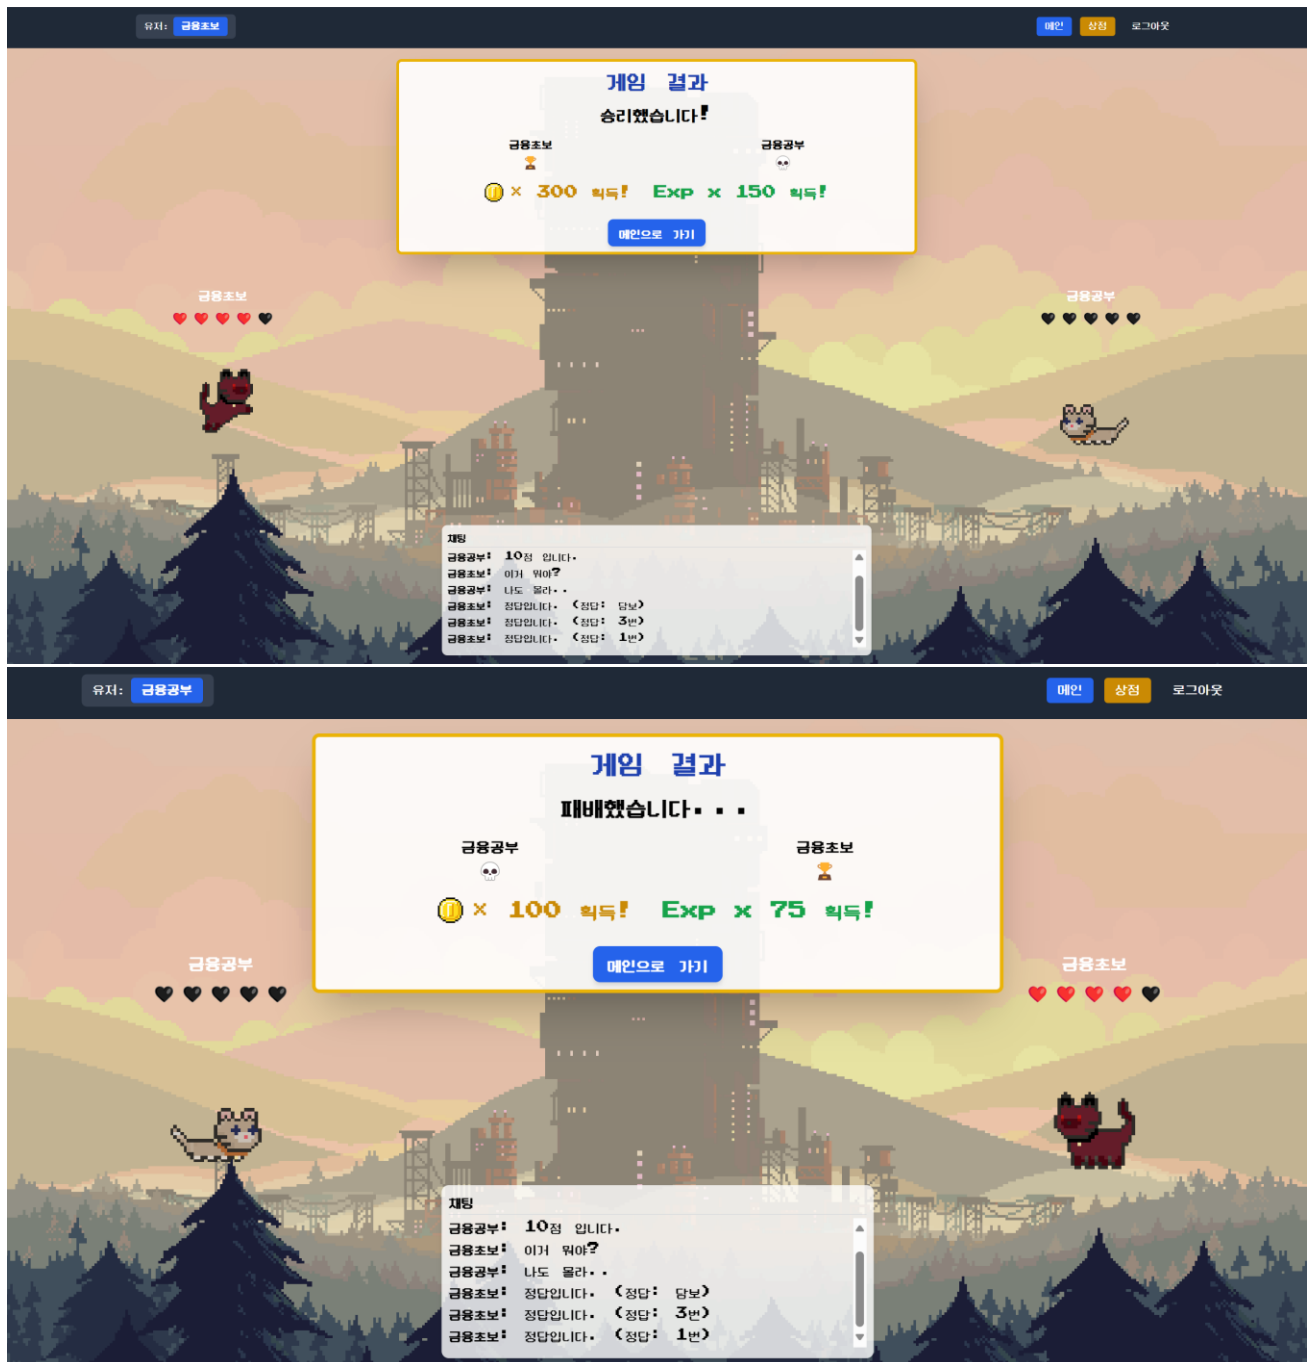 유저: 금융초보 메인 상점 로그아웃
게임 결과
승리했습니다!
금융초보 금융공부
× 300 획득! Exp x 150 획득!
메인으로 가기
금융초보 금융공부
채팅
금융공부: 10점 입니다.
금융초보: 이거 뭐야?
금융공부: 나도 몰라..
금융초보: 정답입니다. (정답: 담보)
금융초보: 정답입니다. (정답: 3번)
금융초보: 정답입니다. (정답: 1번)
유저: 금융공부 메인 상점 로그아웃
게임 결과
패배했습니다...
금융공부 금융초보
× 100 획득! Exp x 75 획득!
메인으로 가기
금융공부 금융초보
채팅
금융공부: 10점 입니다.
금융초보: 이거 뭐야?
금융공부: 나도 몰라..
금융초보: 정답입니다. (정답: 담보)
금융초보: 정답입니다. (정답: 3번)
금융초보: 정답입니다. (정답: 1번)